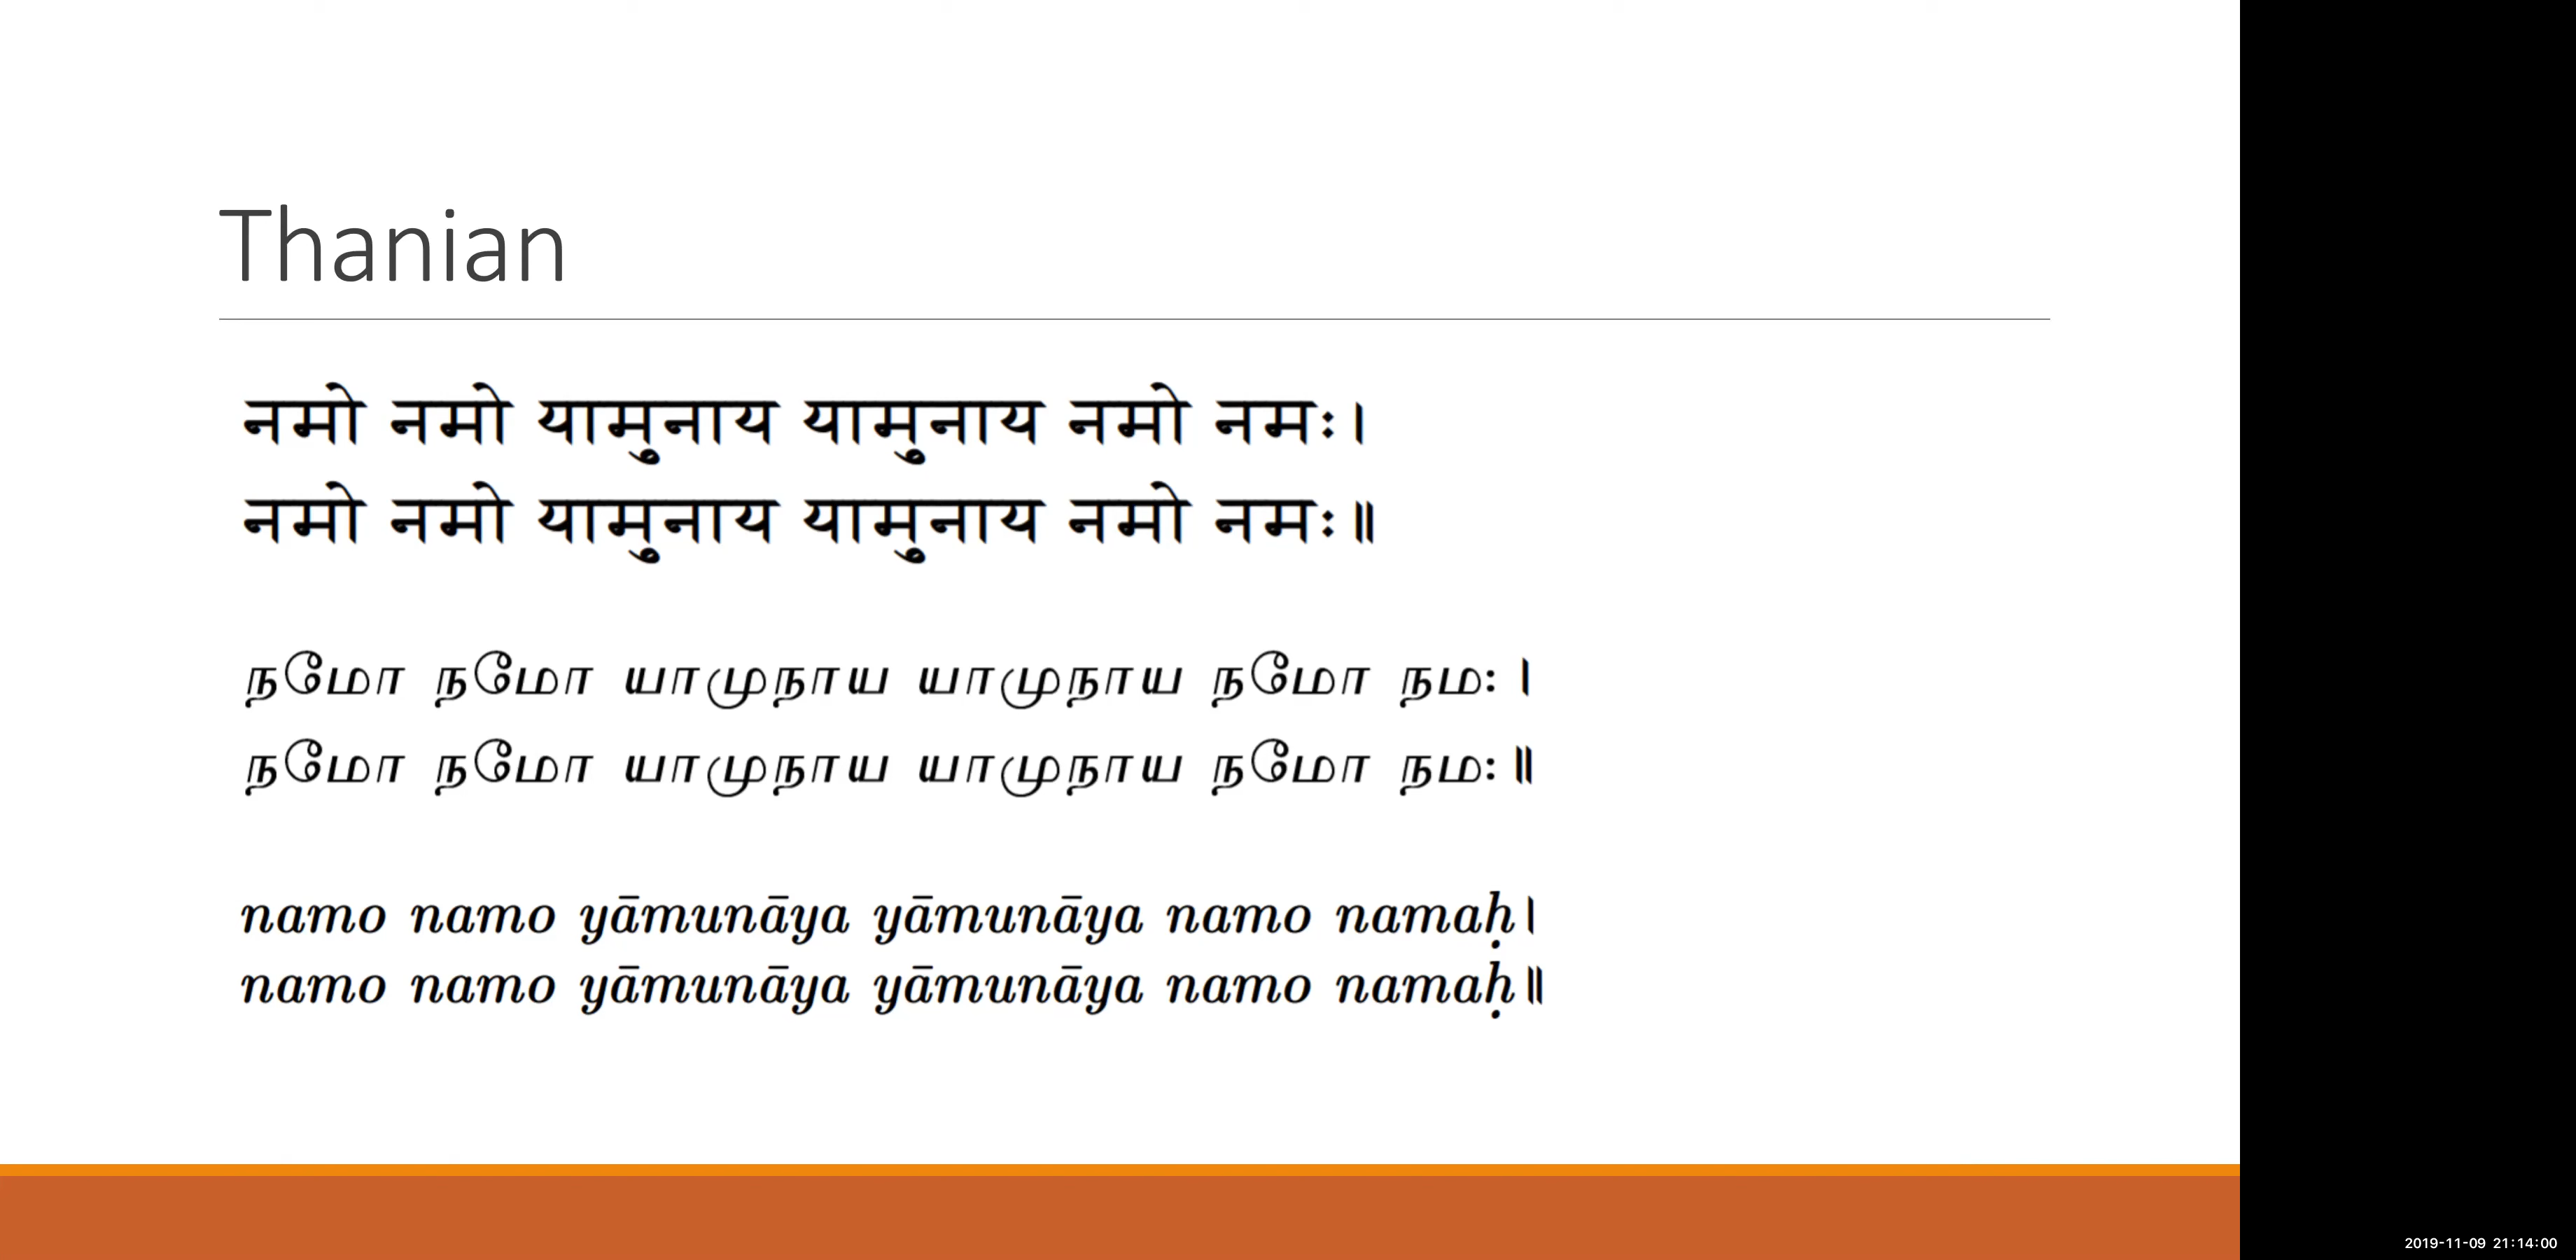 Thanian
नमो नमो यामुनाय यामुनाय नमो नमः।
नमो नमो यामुनाय यामुनाय नमो नमः॥
நமோ நமோ யாமுநாய யாமுநாய நமோ நம: ।
நமோ நமோ யாமுநாய யாமுநாய நமோ நம: ॥
namo namo yāmunāya yāmunāya namo namaḥ।
namo namo yāmunāya yāmunāya namo namaḥ॥
2019-11-09 21:14:00